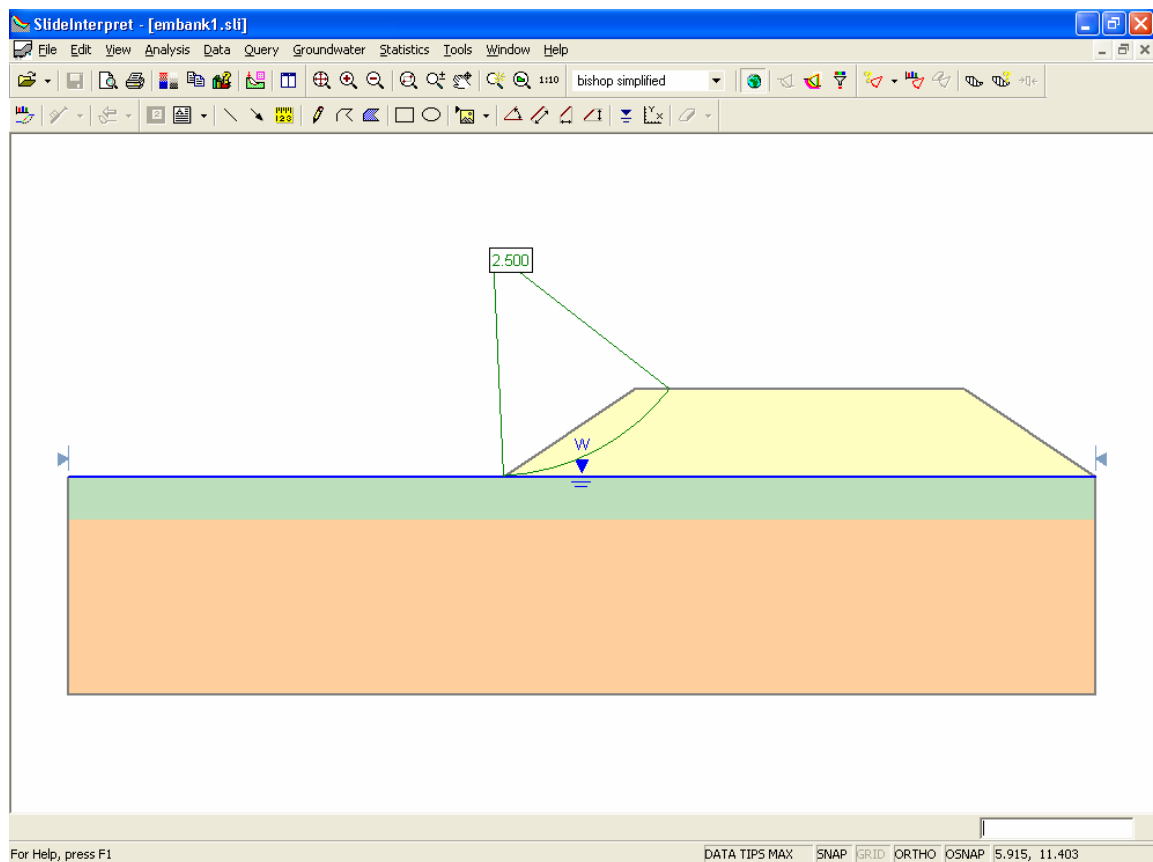 SlideInterpret - [embank1.sli]
File Edit View Analysis Data Query Groundwater Statistics Tools Window Help
1:10 bishop simplified
2.500
W
For Help, press F1 DATA TIPS MAX SNAP GRID ORTHO OSNAP 5.915, 11.403